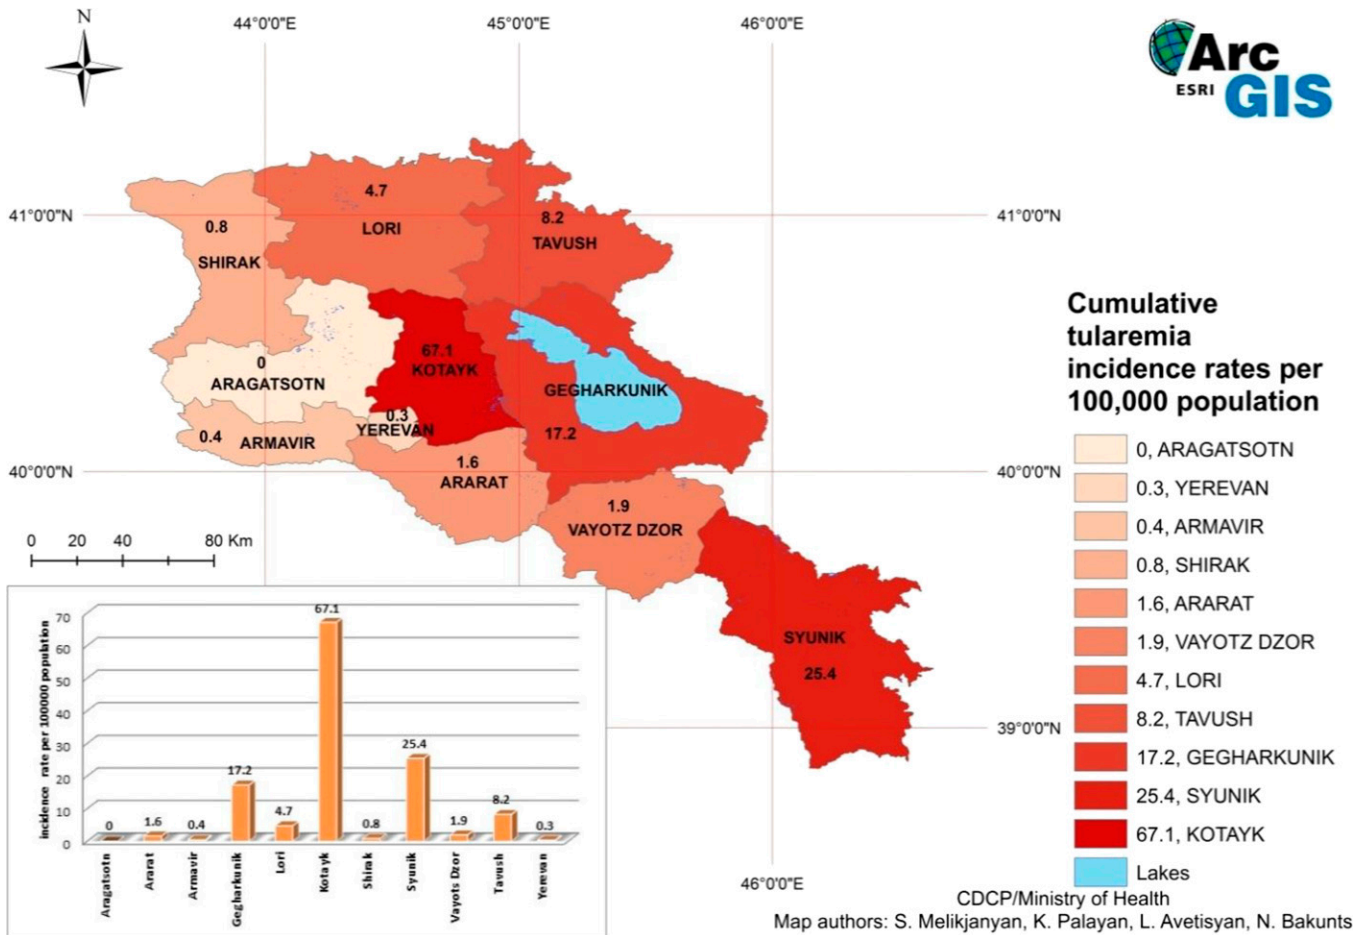 N
44°0'0"E
45°0'0"E
46°0'0"E
Arc
ESRI
GIS
41°0'0"N
41°0'0"N
4.7
LORI
0.8
SHIRAK
8.2
TAVUSH
67.1
KOTAYK
0
ARAGATSOTN
GEGHARKUNIK
17.2
0.3
YEREVAN
0.4
ARMAVIR
40°0'0"N
40°0'0"N
1.6
ARARAT
1.9
VAYOTZ DZOR
SYUNIK
25.4
0 20 40 80 Km
39°0'0"N
46°0'0"E
Cumulative
tularemia
incidence rates per
100,000 population
0, ARAGATSOTN
0.3, YEREVAN
0.4, ARMAVIR
0.8, SHIRAK
1.6, ARARAT
1.9, VAYOTZ DZOR
4.7, LORI
8.2, TAVUSH
17.2, GEGHARKUNIK
25.4, SYUNIK
67.1, KOTAYK
Lakes
incidence rate per 100000 population
70
60
50
40
30
20
10
0
0
1.6
0.4
17.2
4.7
67.1
0.8
25.4
1.9
8.2
0.3
Aragatsotn
Ararat
Armavir
Gegharkunik
Lori
Kotayk
Shirak
Syunik
Vayots Dzor
Tavush
Yerevan
CDCP/Ministry of Health
Map authors: S. Melikjanyan, K. Palayan, L. Avetisyan, N. Bakunts